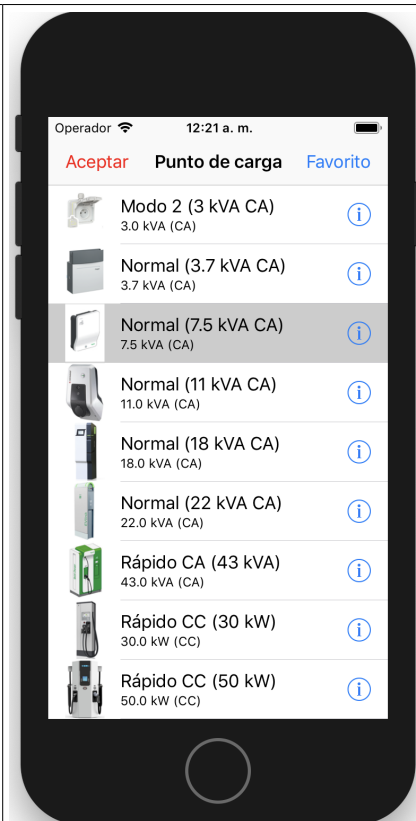 Operador 12:21 a. m.
Aceptar Punto de carga Favorito
Modo 2 (3 kVA CA)
3.0 kVA (CA)
Normal (3.7 kVA CA)
3.7 kVA (CA)
Normal (7.5 kVA CA)
7.5 kVA (CA)
Normal (11 kVA CA)
11.0 kVA (CA)
Normal (18 kVA CA)
18.0 kVA (CA)
Normal (22 kVA CA)
22.0 kVA (CA)
Rápido CA (43 kVA)
43.0 kVA (CA)
Rápido CC (30 kW)
30.0 kW (CC)
Rápido CC (50 kW)
50.0 kW (CC)